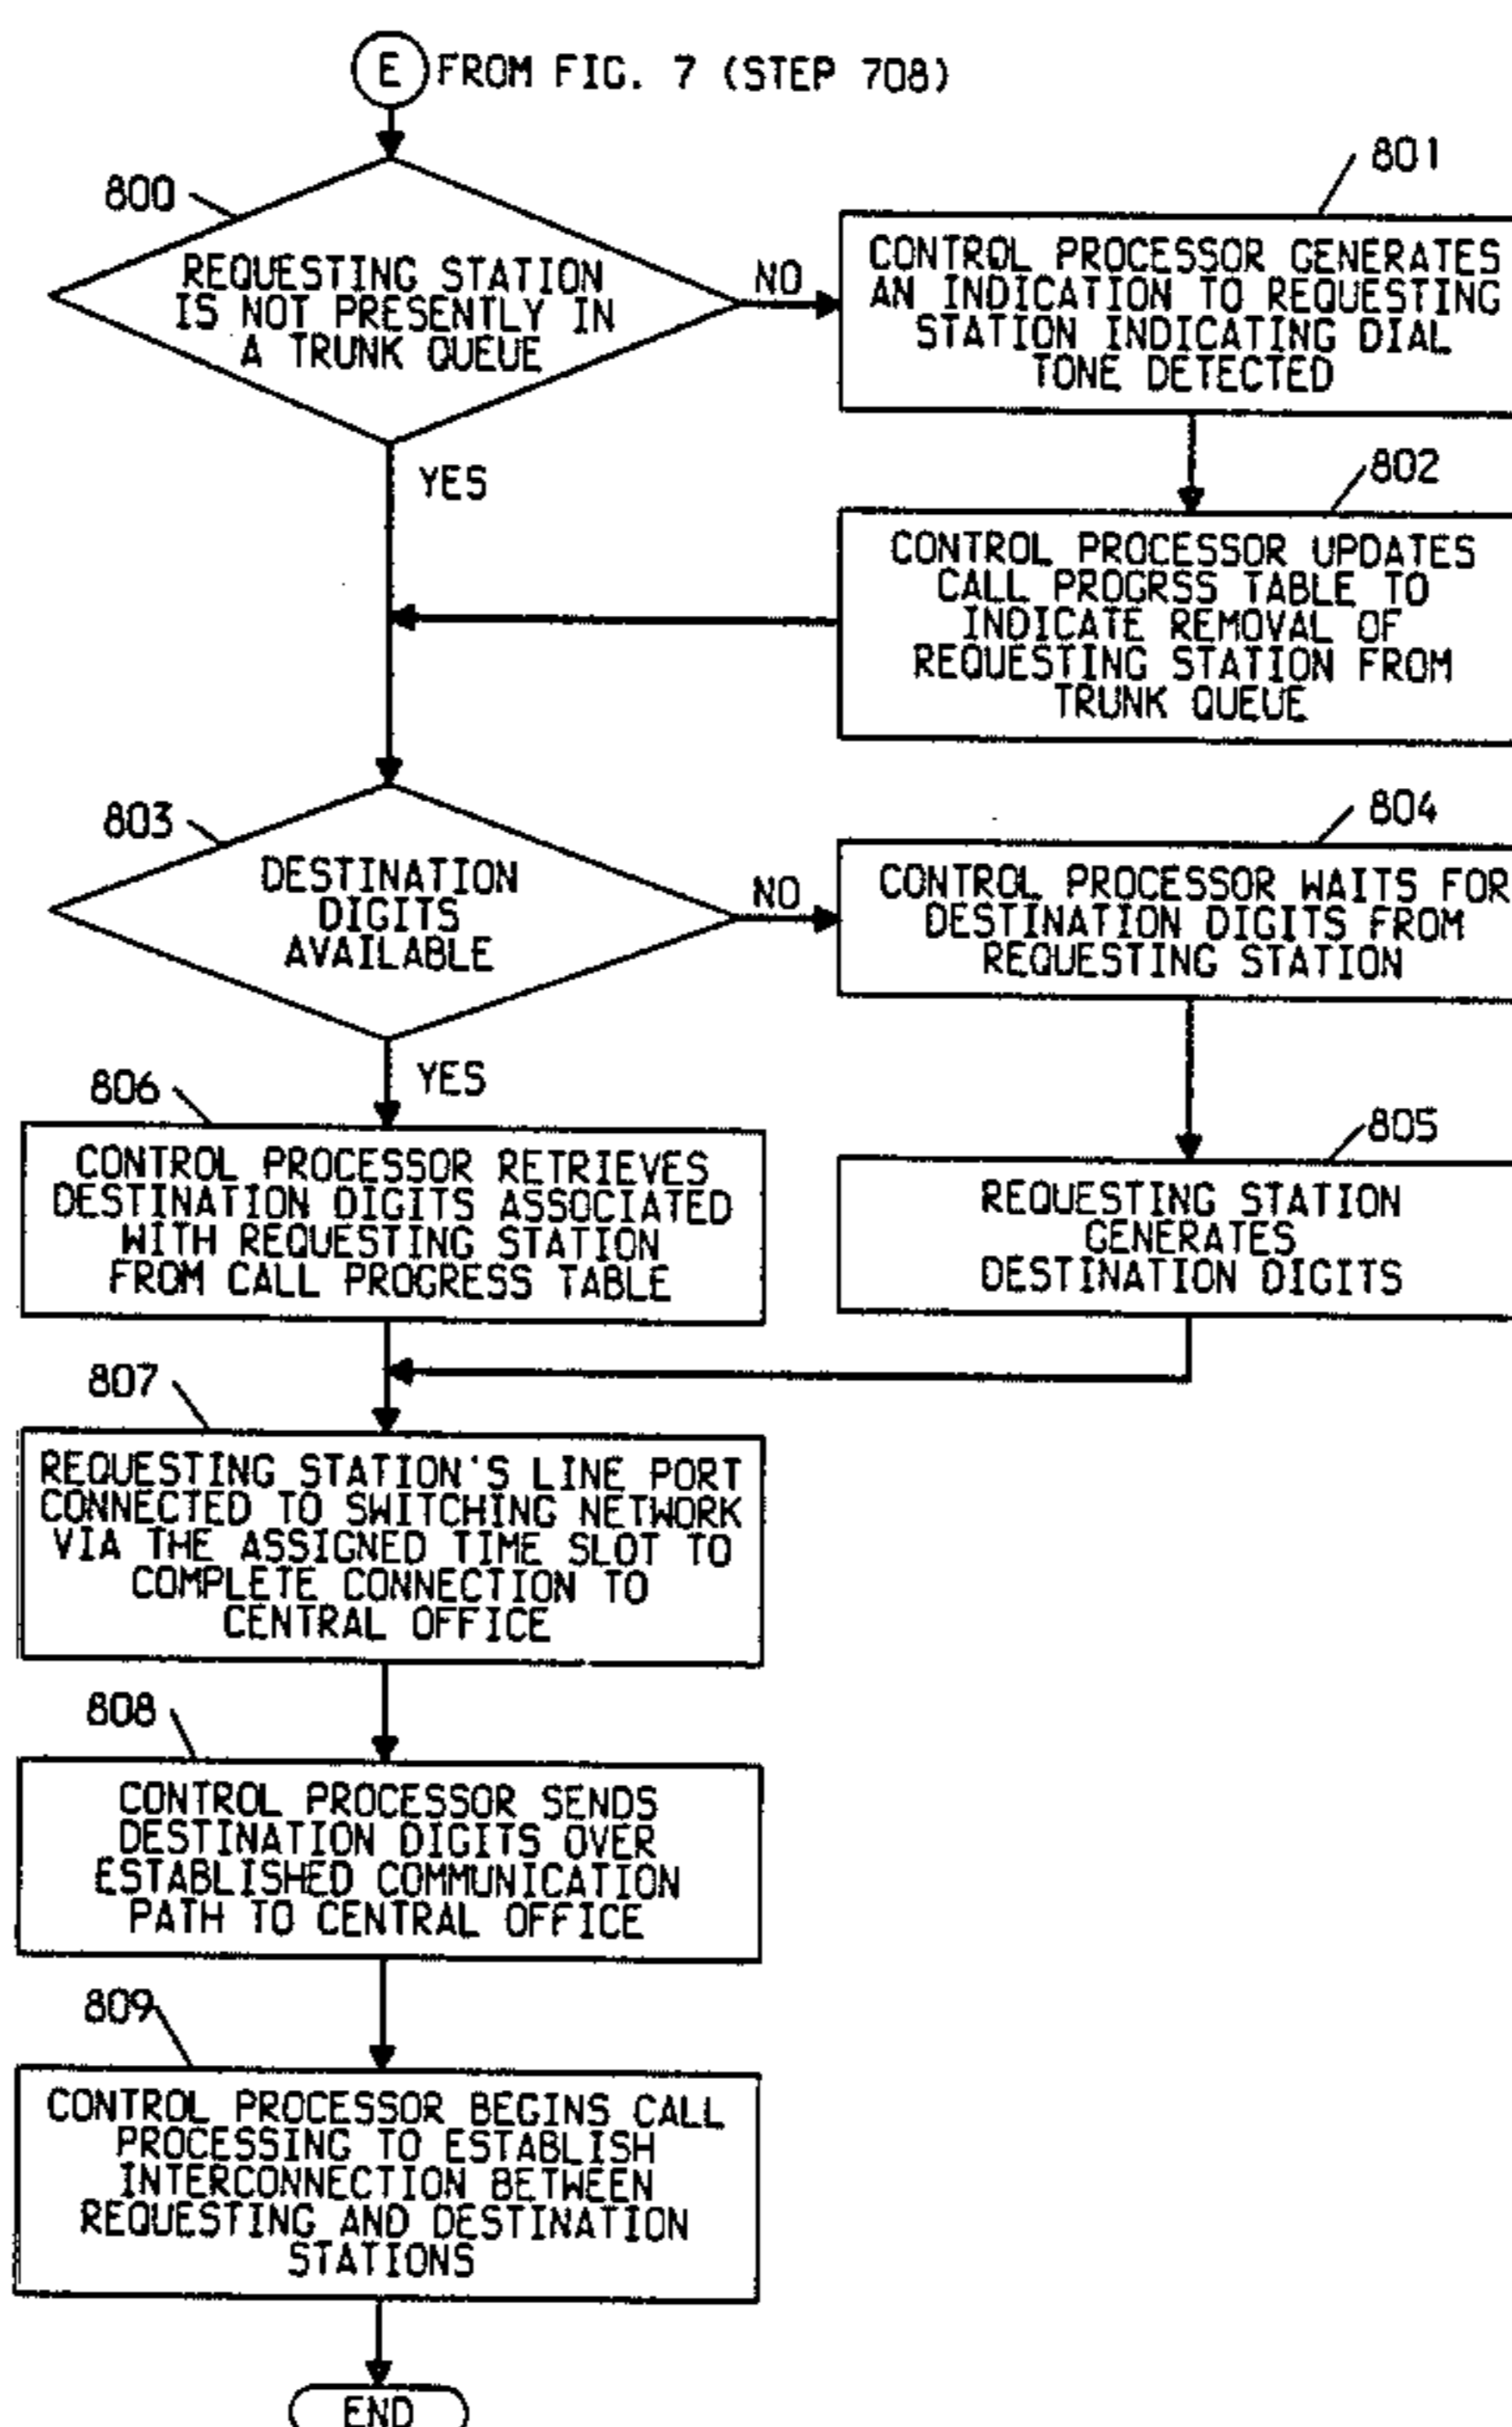 E FROM FIG. 7 (STEP 708)
800
REQUESTING STATION
IS NOT PRESENTLY IN
A TRUNK QUEUE
NO
YES
801
CONTROL PROCESSOR GENERATES
AN INDICATION TO REQUESTING
STATION INDICATING DIAL
TONE DETECTED
802
CONTROL PROCESSOR UPDATES
CALL PROGRSS TABLE TO
INDICATE REMOVAL OF
REQUESTING STATION FROM
TRUNK QUEUE
803
DESTINATION
DIGITS
AVAILABLE
NO
YES
804
CONTROL PROCESSOR WAITS FOR
DESTINATION DIGITS FROM
REQUESTING STATION
805
REQUESTING STATION
GENERATES
DESTINATION DIGITS
806
CONTROL PROCESSOR RETRIEVES
DESTINATION DIGITS ASSOCIATED
WITH REQUESTING STATION
FROM CALL PROGRESS TABLE
807
REQUESTING STATION'S LINE PORT
CONNECTED TO SWITCHING NETWORK
VIA THE ASSIGNED TIME SLOT TO
COMPLETE CONNECTION TO
CENTRAL OFFICE
808
CONTROL PROCESSOR SENDS
DESTINATION DIGITS OVER
ESTABLISHED COMMUNICATION
PATH TO CENTRAL OFFICE
809
CONTROL PROCESSOR BEGINS CALL
PROCESSING TO ESTABLISH
INTERCONNECTION BETWEEN
REQUESTING AND DESTINATION
STATIONS
END